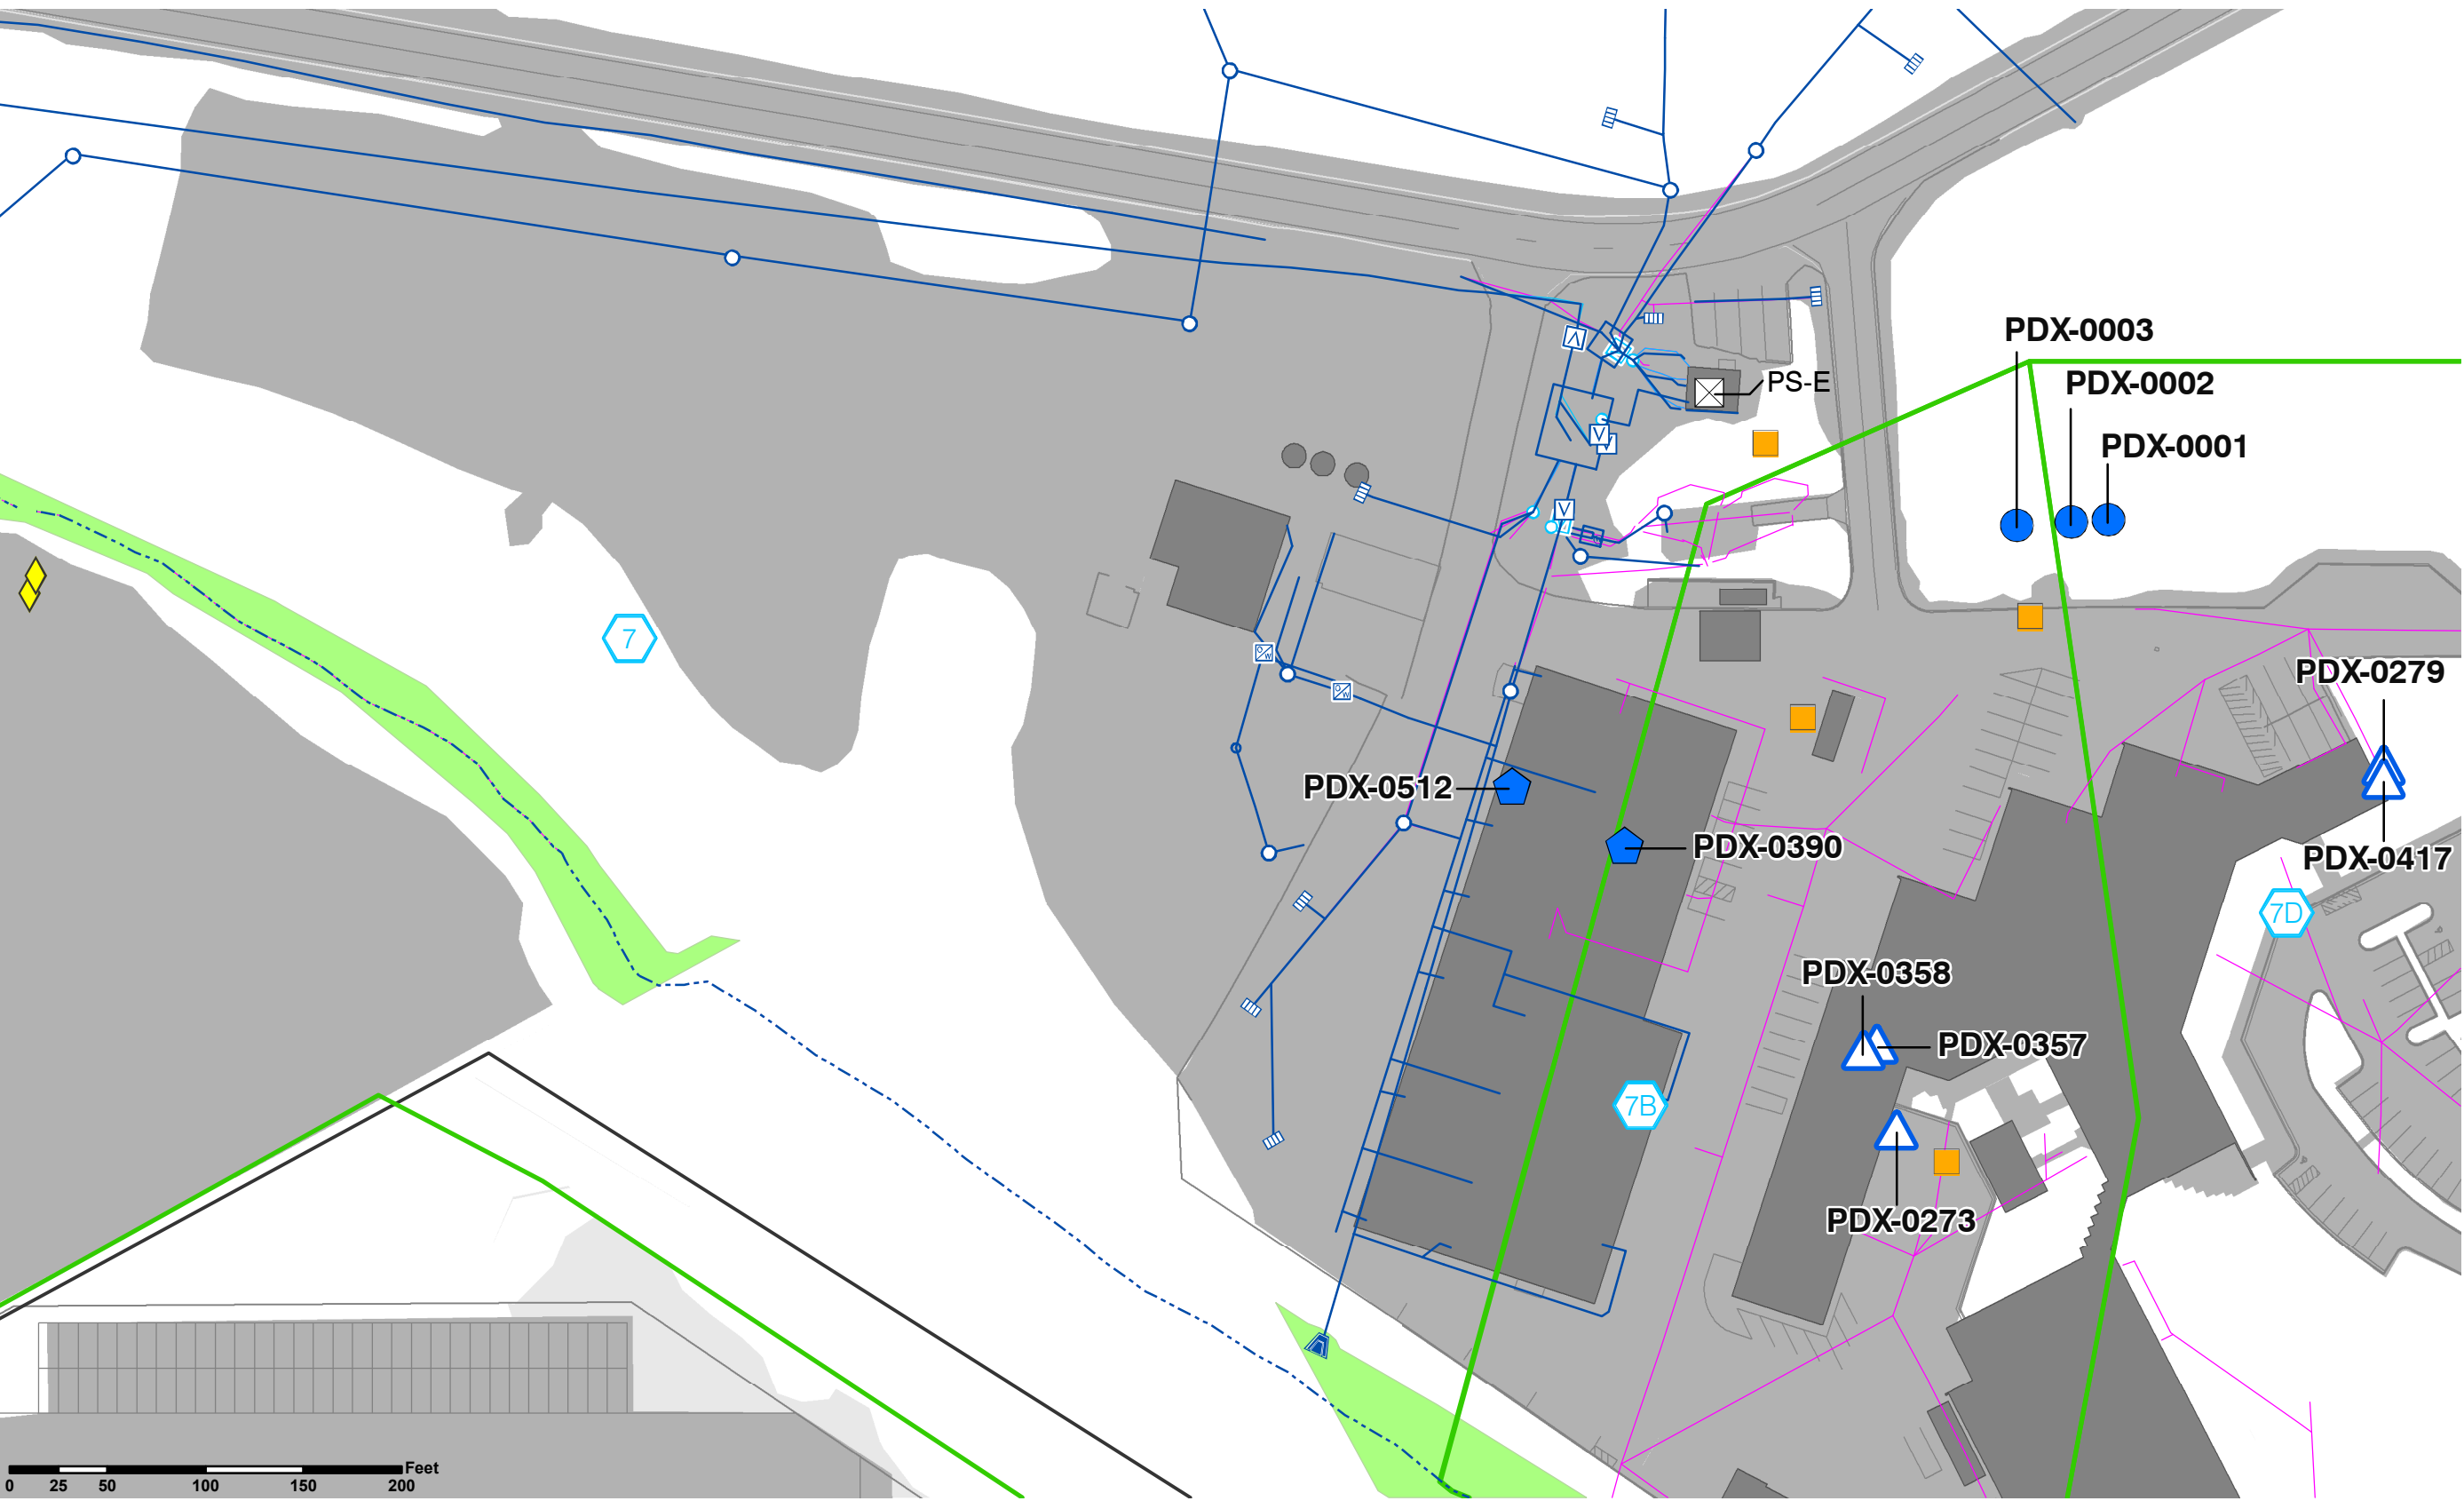 PDX-0003
PS-E
PDX-0002
PDX-0001
V
V
V
7
PDX-0279
O/W
O/W
PDX-0512
PDX-0390
PDX-0417
7D
PDX-0358
PDX-0357
7B
PDX-0273
Feet
0 25 50 100 150 200